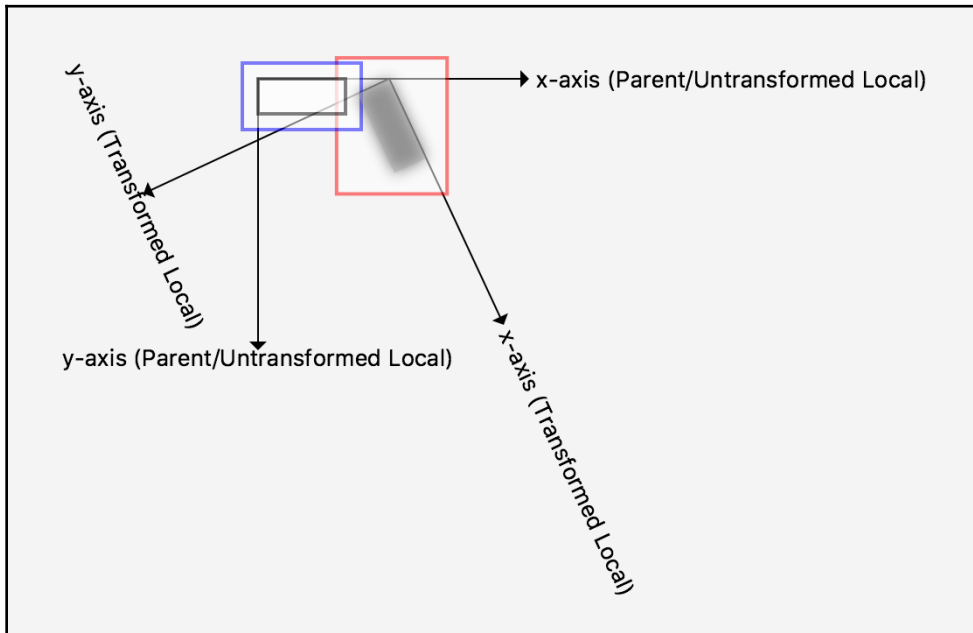 x-axis (Parent/Untransformed Local)
y-axis (Transformed Local)
y-axis (Parent/Untransformed Local)
x-axis (Transformed Local)